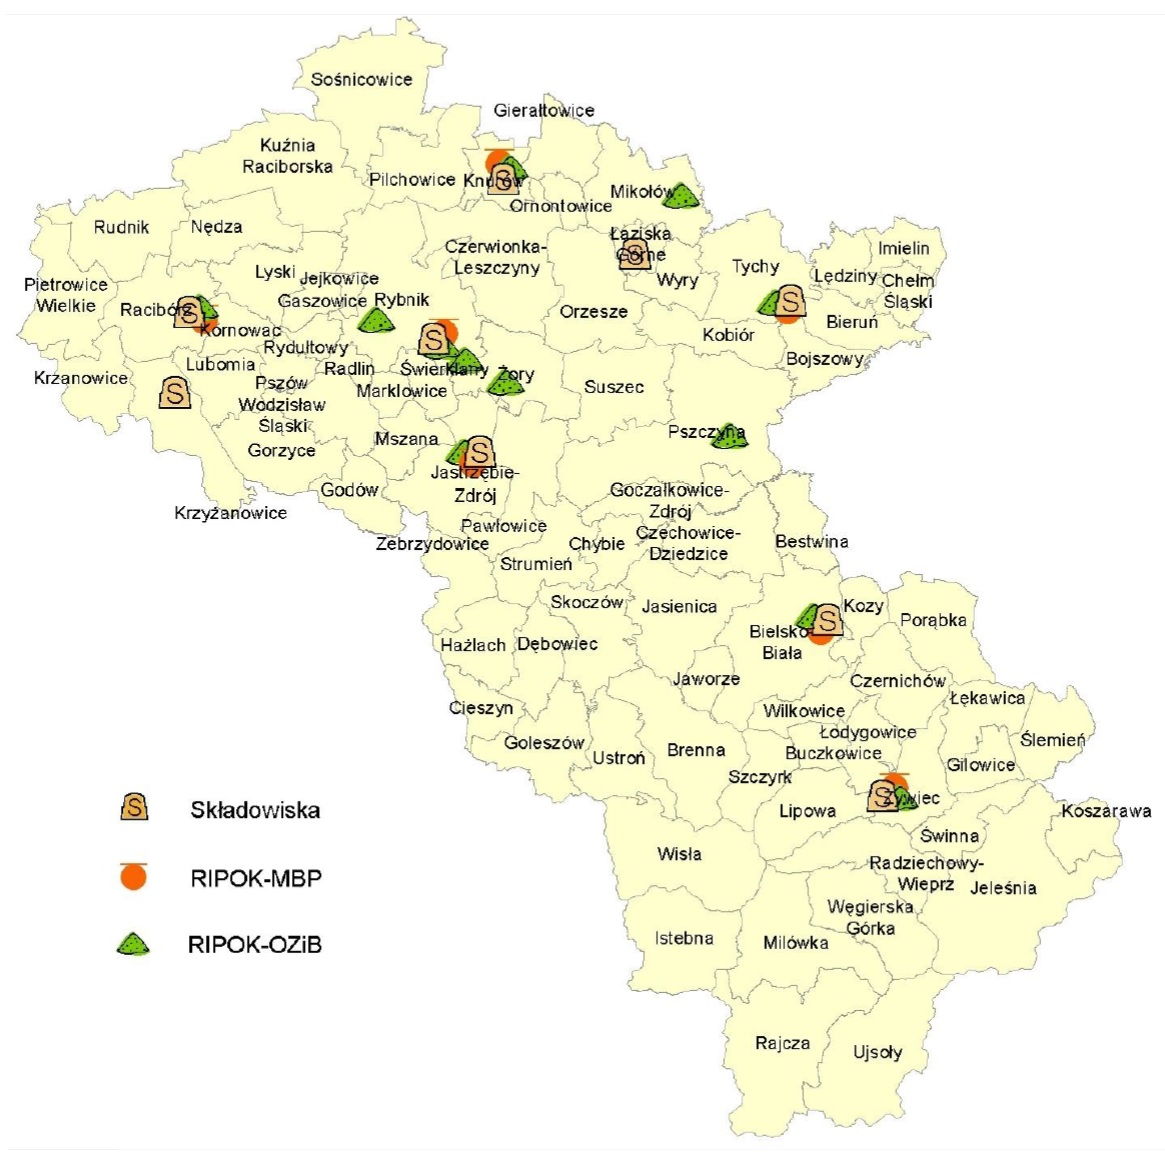 Sośnicowice
Gierałtowice
Kuźnia
Raciborska
Pilchowice
Knurów
S
Mikołów
Ornontowice
Rudnik
Nędza
Łaziska
Górne
S
Czerwionka-
Leszczyny
Imielin
Tychy
Lędziny
Chełm
Śląski
Wyry
Lyski
Jejkowice
Pietrowice
Wielkie
Gaszowice
Rybnik
S
Racibórz
S
Orzesze
Bieruń
Kornowac
Kobiór
S
Rydułtowy
Bojszowy
Lubomia
Radlin
Świerklany
Żory
Krzanowice
Pszów
Marklowice
Suszec
S
Wodzisław
Śląski
Pszczyna
Mszana
Gorzyce
S
Jastrzębie-
Zdrój
Godów
Goczałkowice-
Zdrój
Krzyżanowice
Pawłowice
Czechowice-
Dziedzice
Zebrzydowice
Chybie
Bestwina
Strumień
Skoczów
Jasienica
Kozy
S
Porąbka
Bielsko-
Biała
Hażlach
Dębowiec
Jaworze
Czernichów
Łękawica
Cieszyn
Wilkowice
Łodygowice
Ślemień
Goleszów
Brenna
Buczkowice
Ustroń
Gilowice
Szczyrk
S
Żywiec
Lipowa
Koszarawa
Świnna
Wisła
Radziechowy-
Wieprz
Jeleśnia
Węgierska
Górka
Istebna
Milówka
Rajcza
Ujsoły
S Składowiska
RIPOK-MBP
RIPOK-OZiB